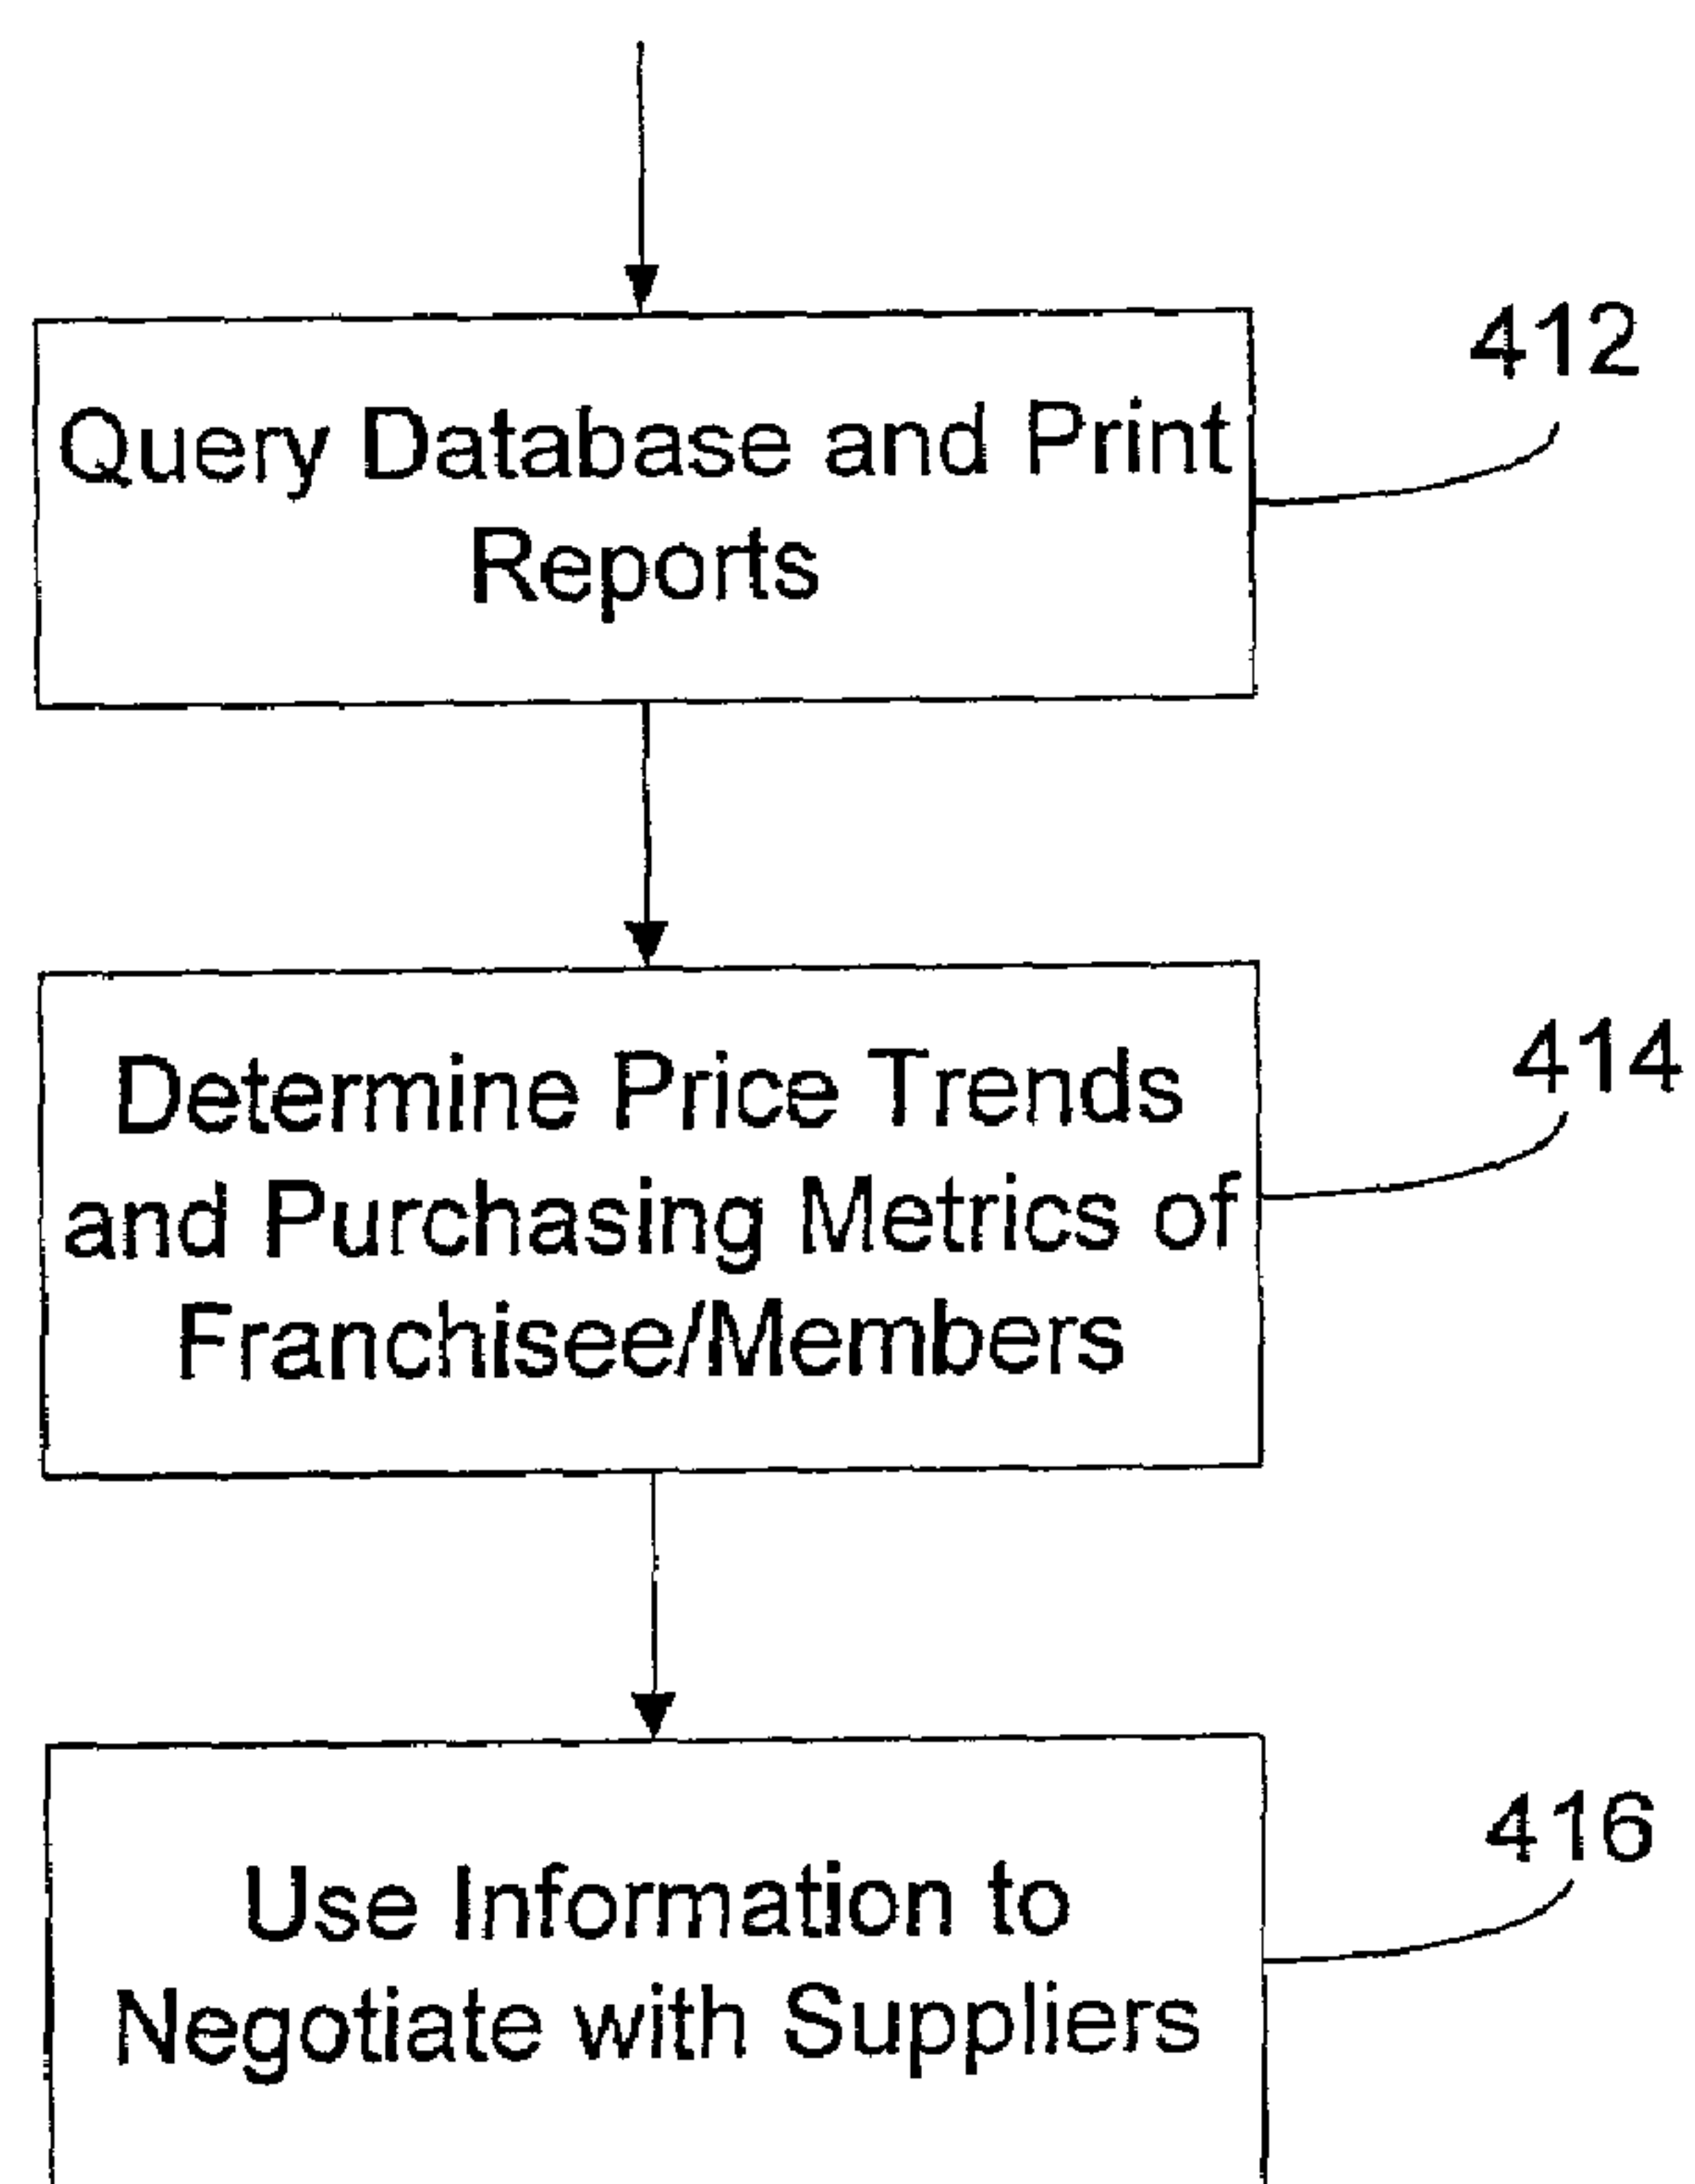 412
Query Database and Print
Reports
414
Determine Price Trends
and Purchasing Metrics of
Franchisee/Members
416
Use Information to
Negotiate with Suppliers